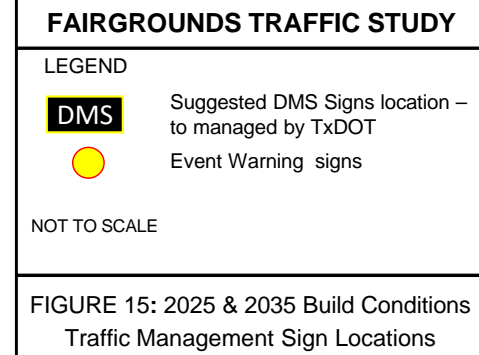 FAIRGROUNDS TRAFFIC STUDY
LEGEND
DMS
Suggested DMS Signs location –
to managed by TxDOT
Event Warning signs
NOT TO SCALE
FIGURE 15: 2025 & 2035 Build Conditions
Traffic Management Sign Locations